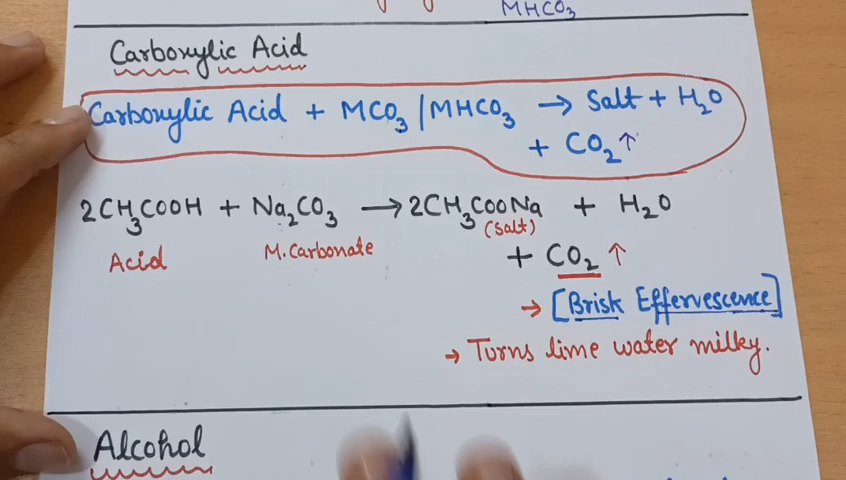 MHCO₃
Carboxylic Acid
Carboxylic Acid + MCO₃ | MHCO₃ → Salt + H₂O
+ CO₂↑
2CH₃COOH + Na₂CO₃ → 2CH₃COONa + H₂O
Acid M. Carbonate (Salt)
+ CO₂ ↑
→ [Brisk Effervescence]
→ Turns lime water milky.
Alcohol